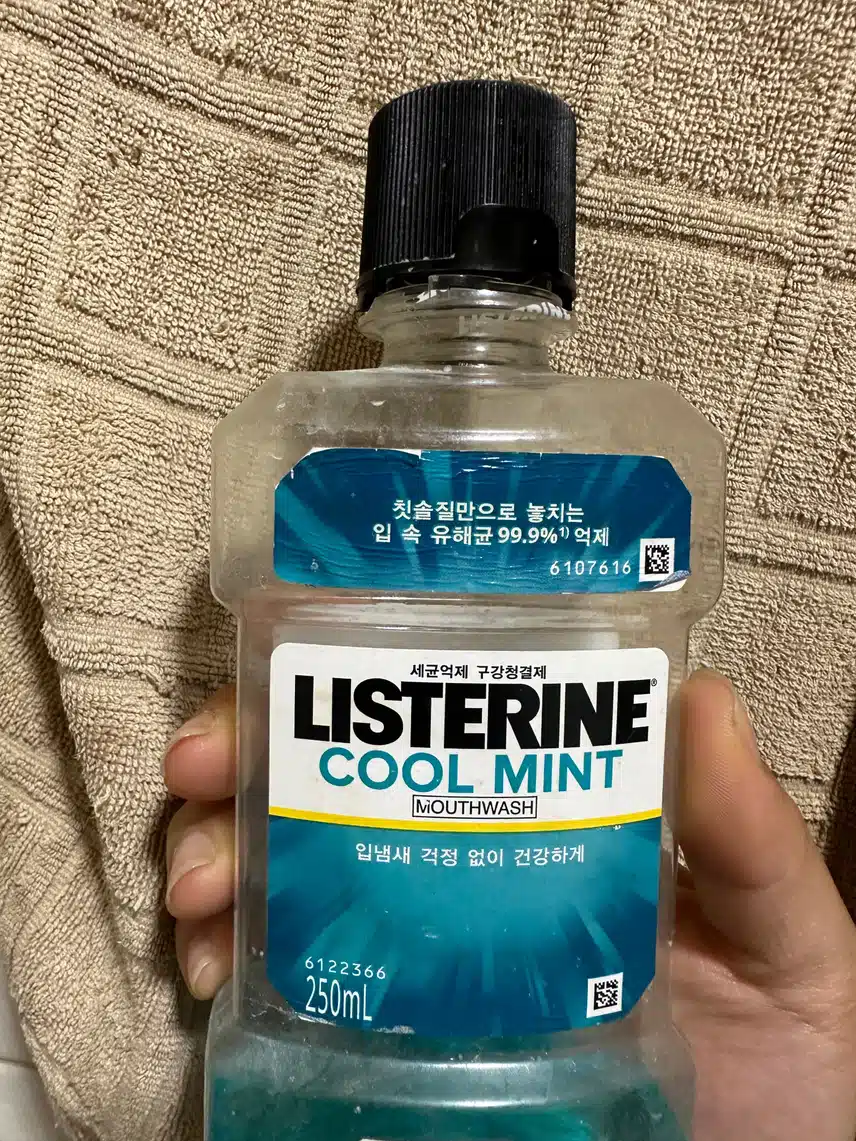 칫솔질만으로 놓치는
입 속 유해균 99.9%¹⁾ 억제
6107616
세균억제 구강청결제
LISTERINE®
COOL MINT
MOUTHWASH
입냄새 걱정 없이 건강하게
6122366
250mL